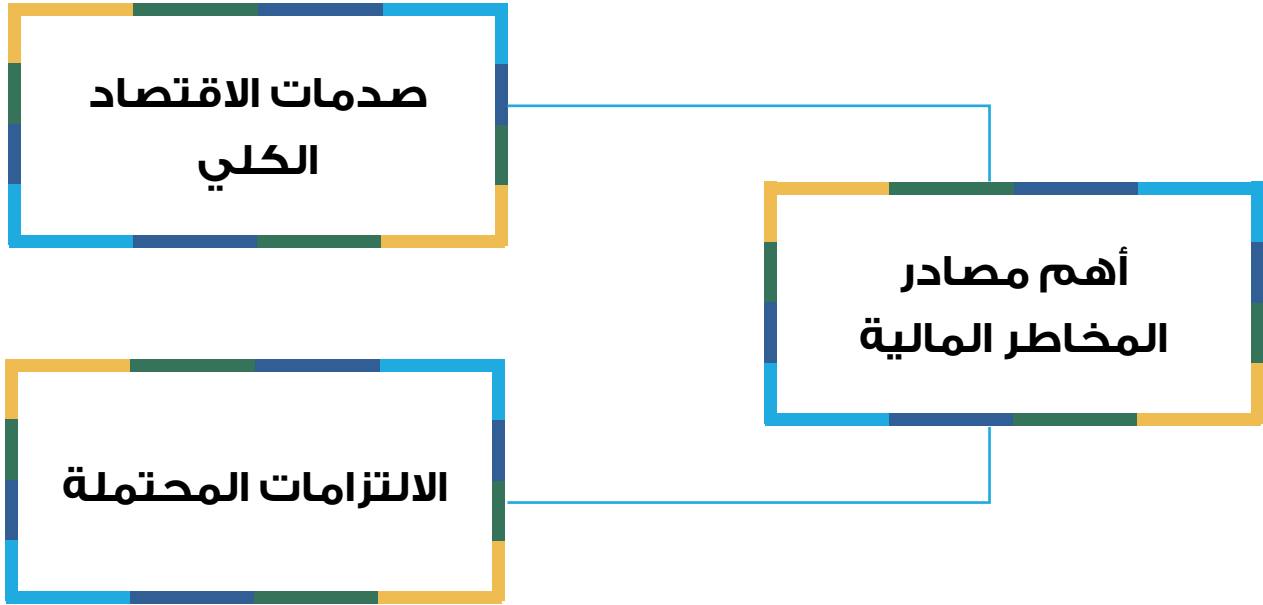 أهم مصادر
المخاطر المالية
صدمات الاقتصاد
الكلي
الالتزامات المحتملة